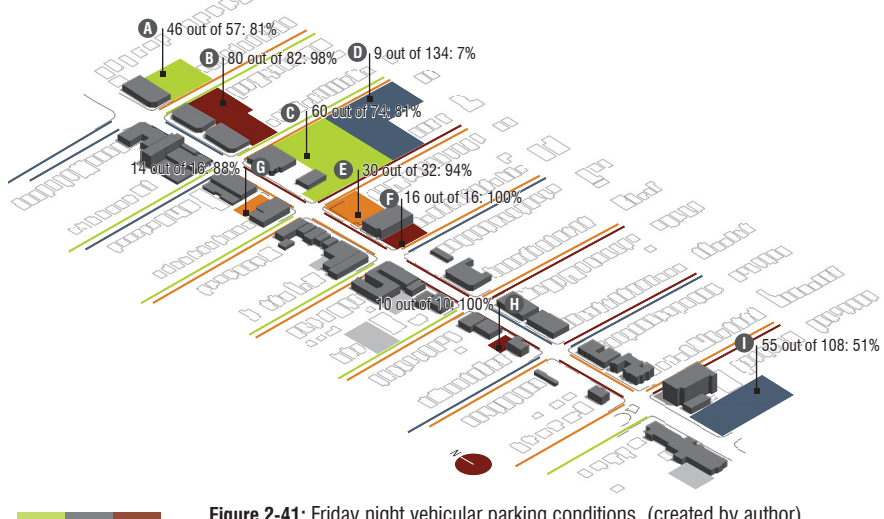 A 46 out of 57: 81%
B 80 out of 82: 98%
D 9 out of 134: 7%
C 60 out of 74: 81%
14 out of 16: 88% G
E 30 out of 32: 94%
F 16 out of 16: 100%
10 out of 10: 100% H
I 55 out of 108: 51%
N
Figure 2-41: Friday night vehicular parking conditions (created by author)